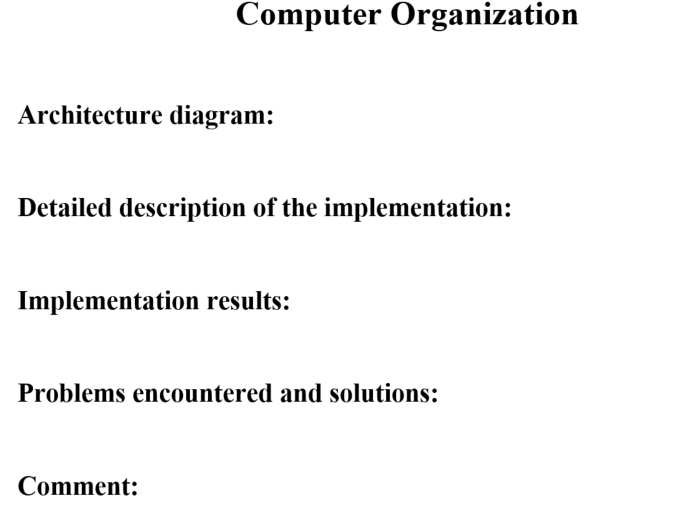 Computer Organization
Architecture diagram:
Detailed description of the implementation:
Implementation results:
Problems encountered and solutions:
Comment: